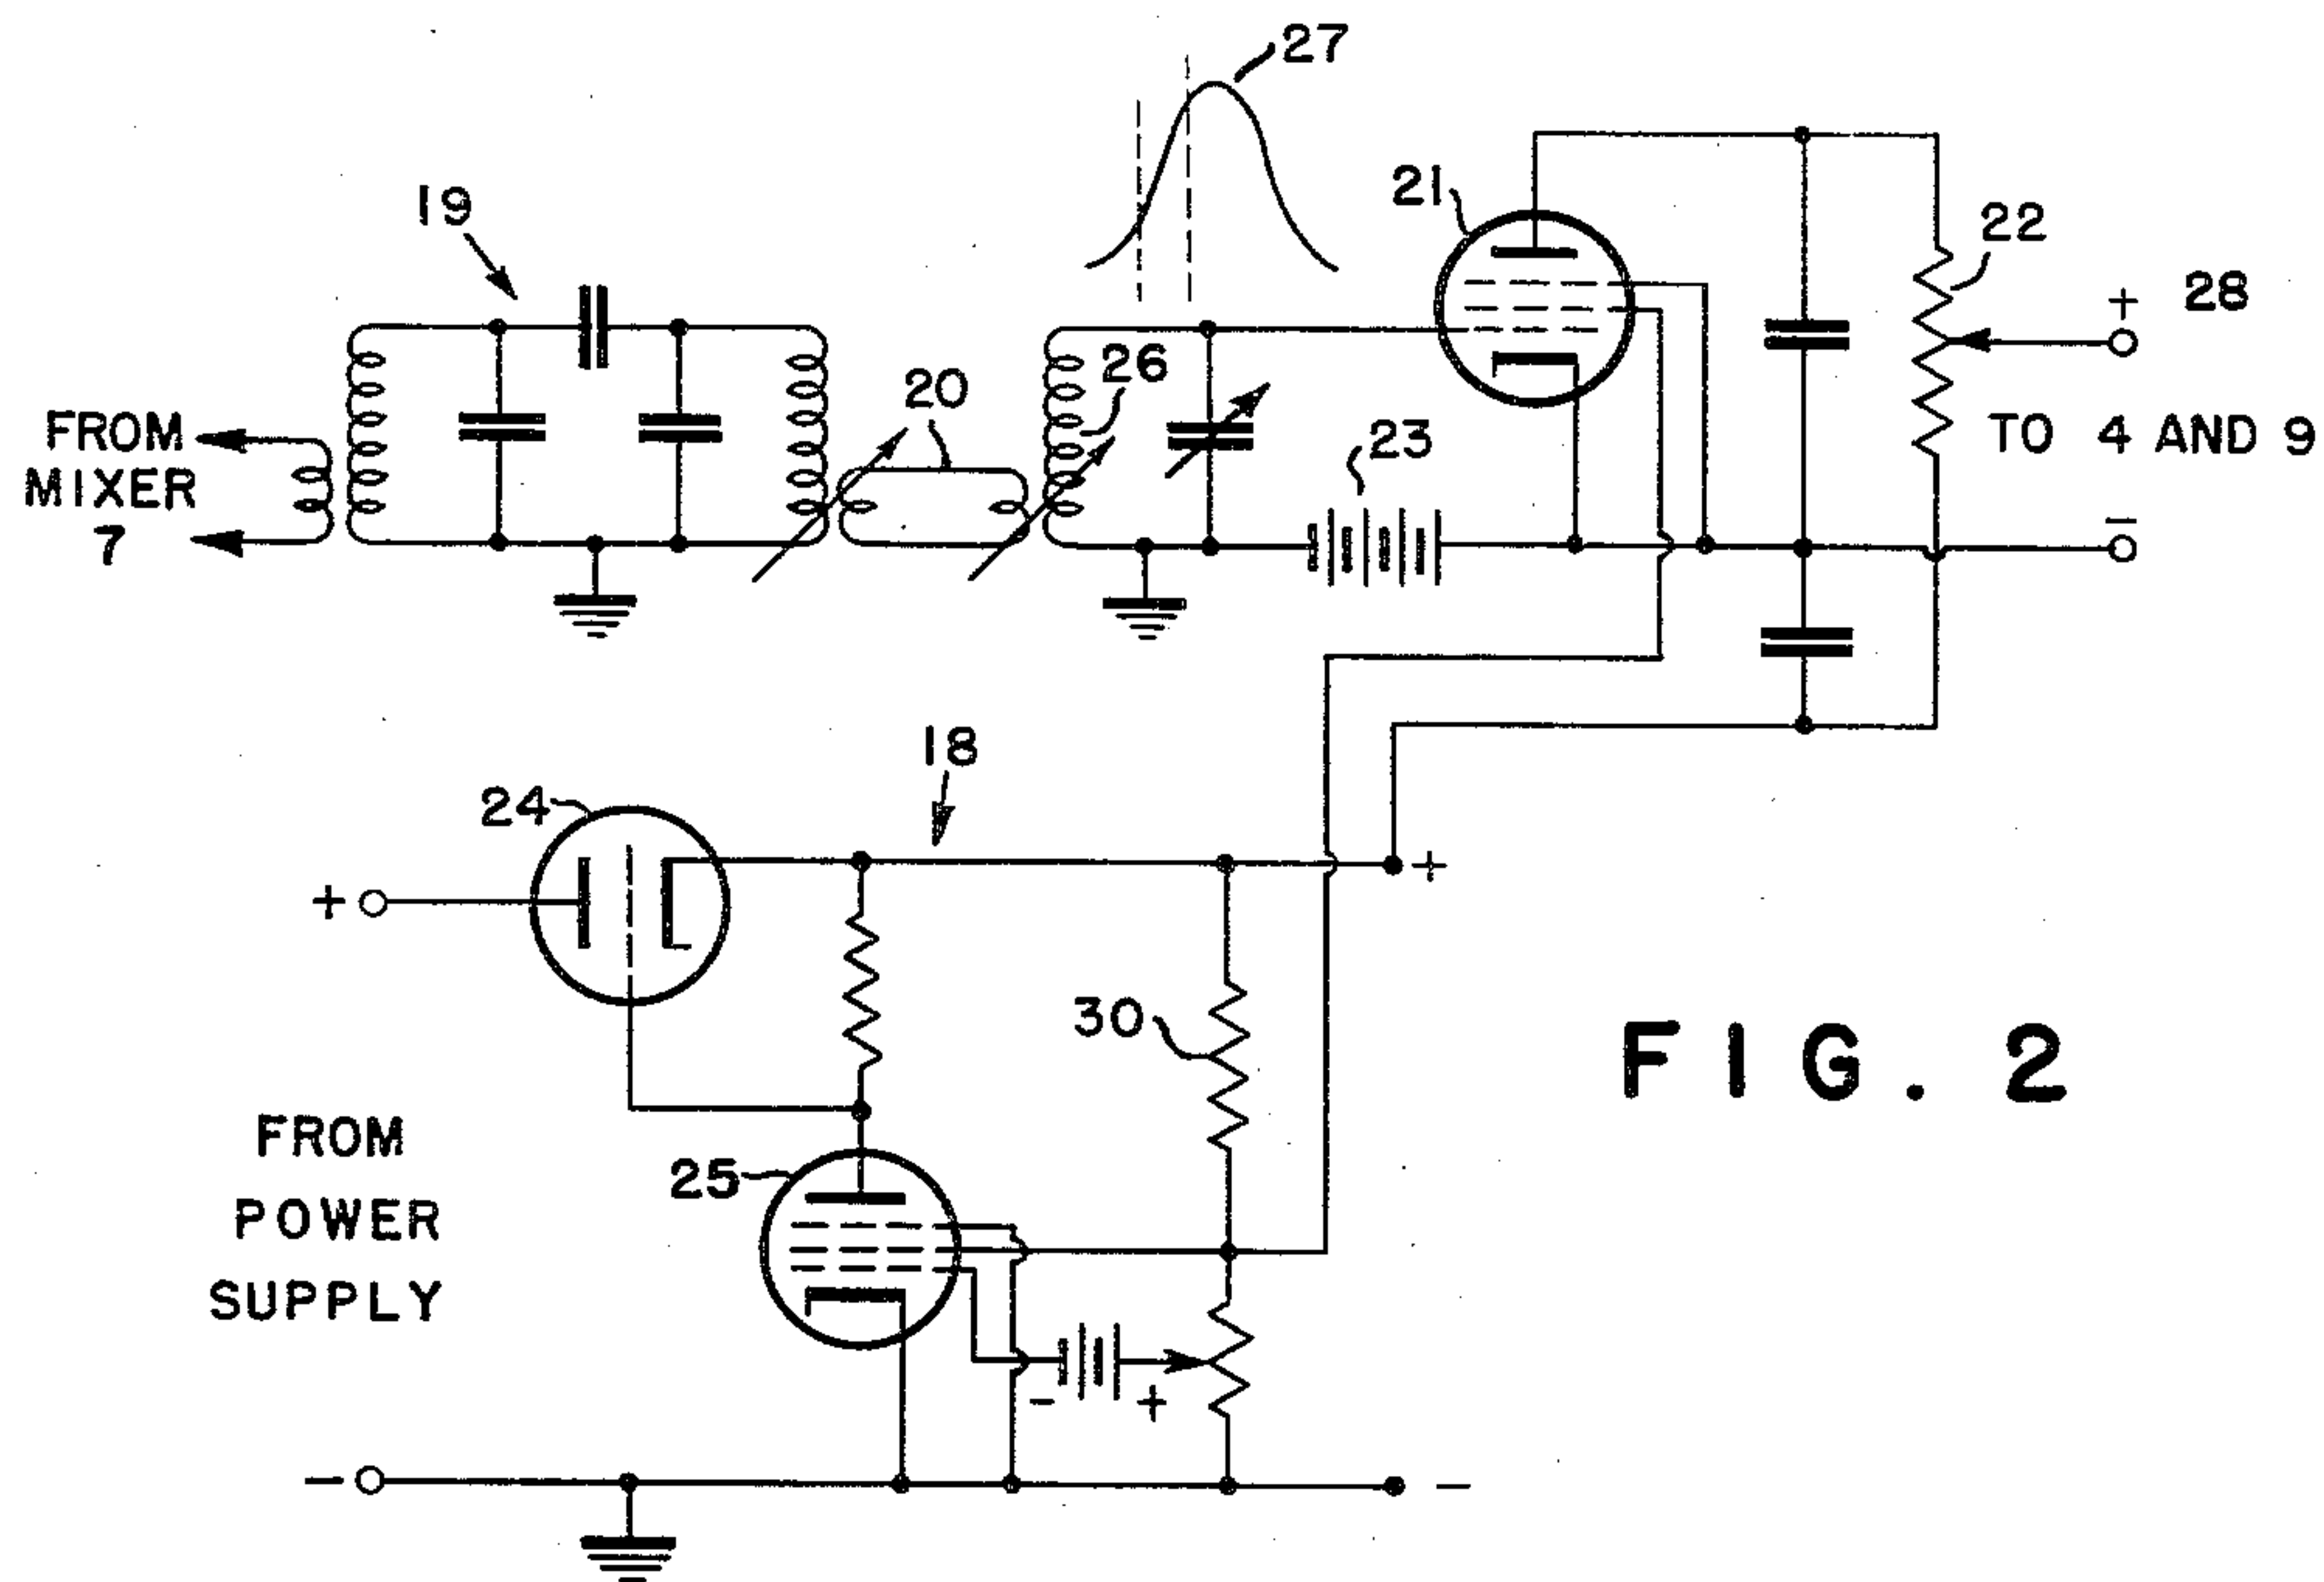 27
19
21
22
+ 28
26
20
FROM
MIXER
7
23
TO 4 AND 9
−
18
24
+
+
30
FIG. 2
FROM
POWER
SUPPLY
25
− +
−
−